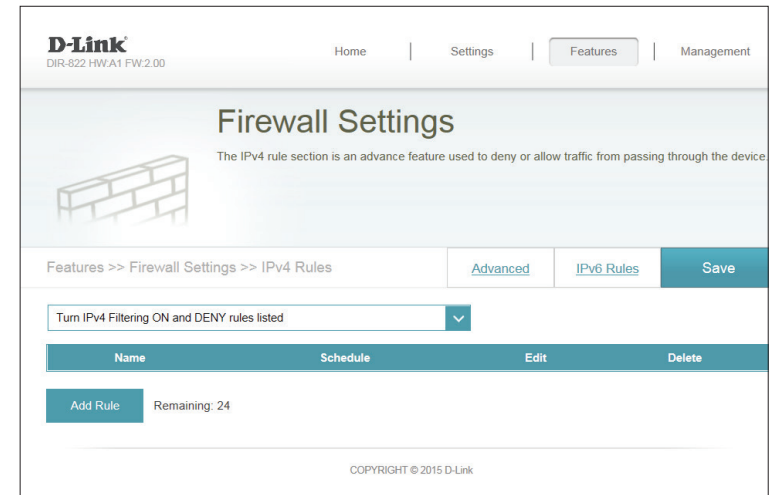 D-Link
DIR-822 HW:A1 FW:2.00
Home | Settings | Features | Management
Firewall Settings
The IPv4 rule section is an advance feature used to deny or allow traffic from passing through the device.
Features >> Firewall Settings >> IPv4 Rules
Advanced
IPv6 Rules
Save
Turn IPv4 Filtering ON and DENY rules listed
Name Schedule Edit Delete
Add Rule
Remaining: 24
COPYRIGHT © 2015 D-Link